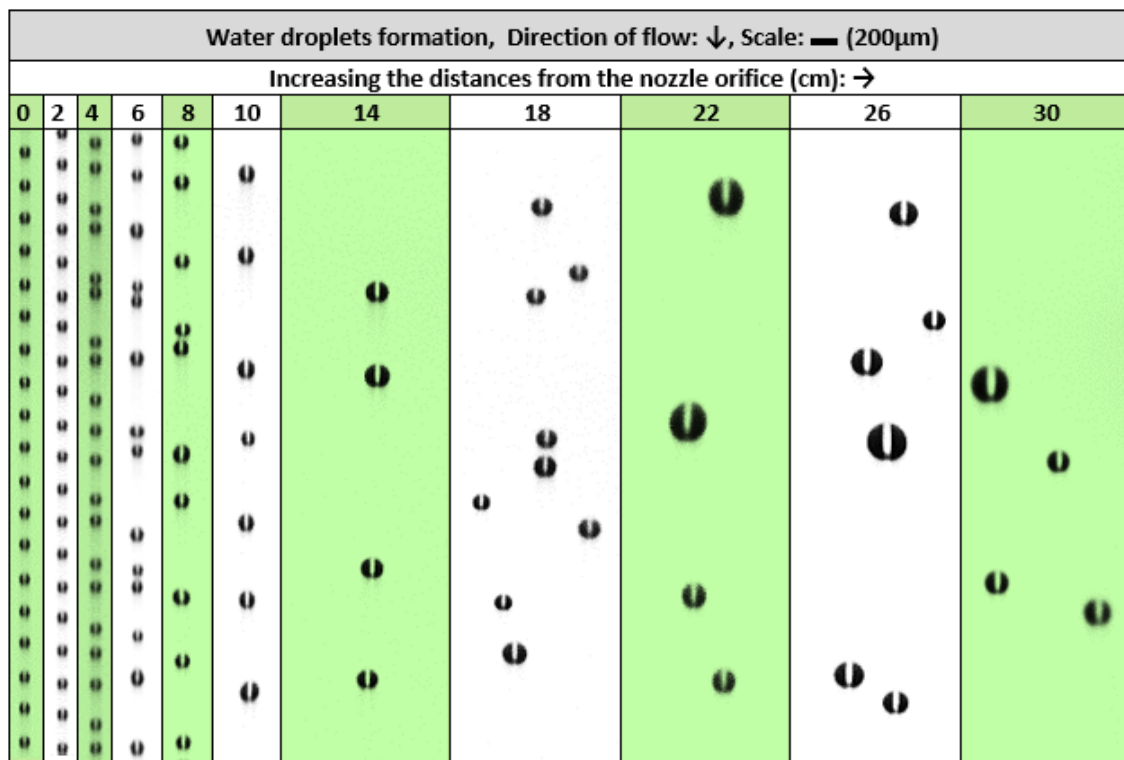 Water droplets formation, Direction of flow: ↓, Scale: ▬ (200µm)
Increasing the distances from the nozzle orifice (cm): →
0 2 4 6 8 10 14 18 22 26 30